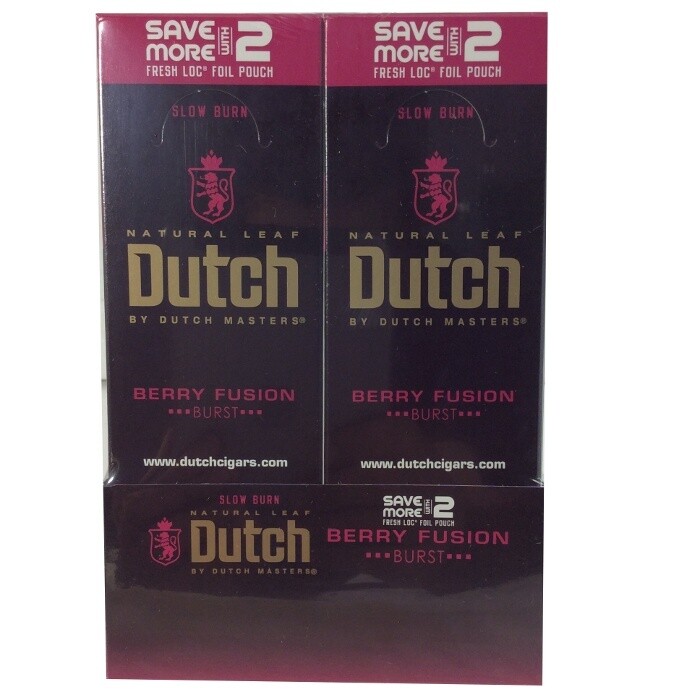 SAVE MORE WITH 2
FRESH LOC® FOIL POUCH
SLOW BURN
NATURAL LEAF
Dutch
BY DUTCH MASTERS®
BERRY FUSION
BURST
www.dutchcigars.com
SAVE MORE WITH 2
FRESH LOC® FOIL POUCH
SLOW BURN
NATURAL LEAF
Dutch
BY DUTCH MASTERS®
BERRY FUSION
BURST
www.dutchcigars.com
SLOW BURN
NATURAL LEAF
Dutch
BY DUTCH MASTERS®
SAVE MORE WITH 2
FRESH LOC® FOIL POUCH
BERRY FUSION
BURST